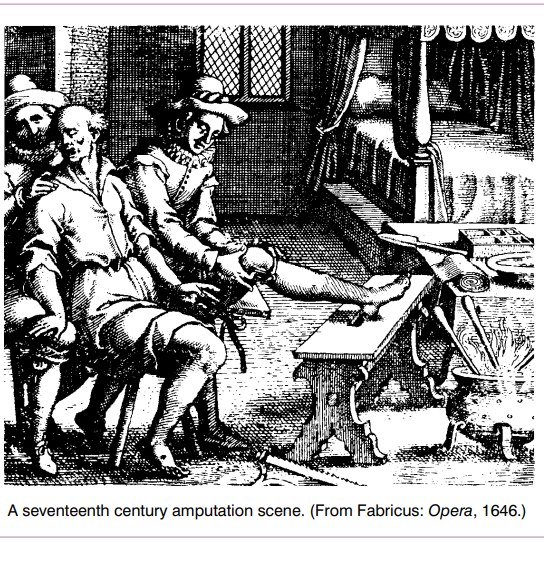 A seventeenth century amputation scene. (From Fabricus: Opera, 1646.)